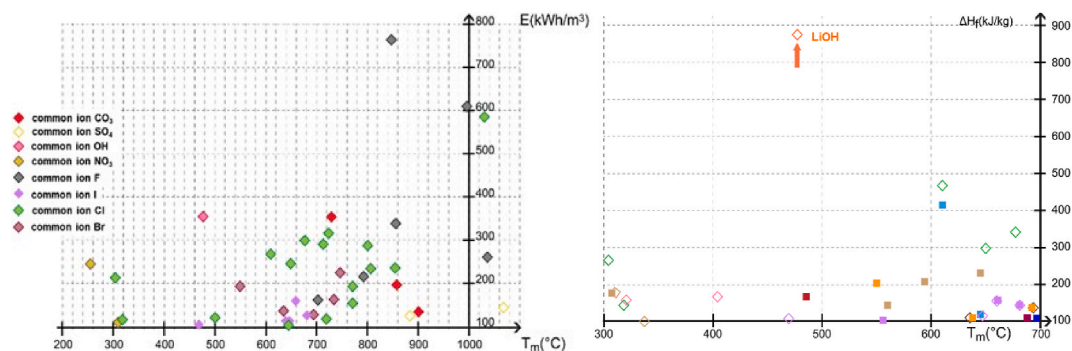 E(kWh/m³)
800
700
600
500
400
300
200
100
200 300 400 500 600 700 800 900 1000
Tm(°C)
common ion CO₃
common ion SO₄
common ion OH
common ion NO₃
common ion F
common ion I
common ion Cl
common ion Br
ΔHf(kJ/kg)
LiOH
900
800
700
600
500
400
300
200
100
300 400 500 600 700
Tm(°C)